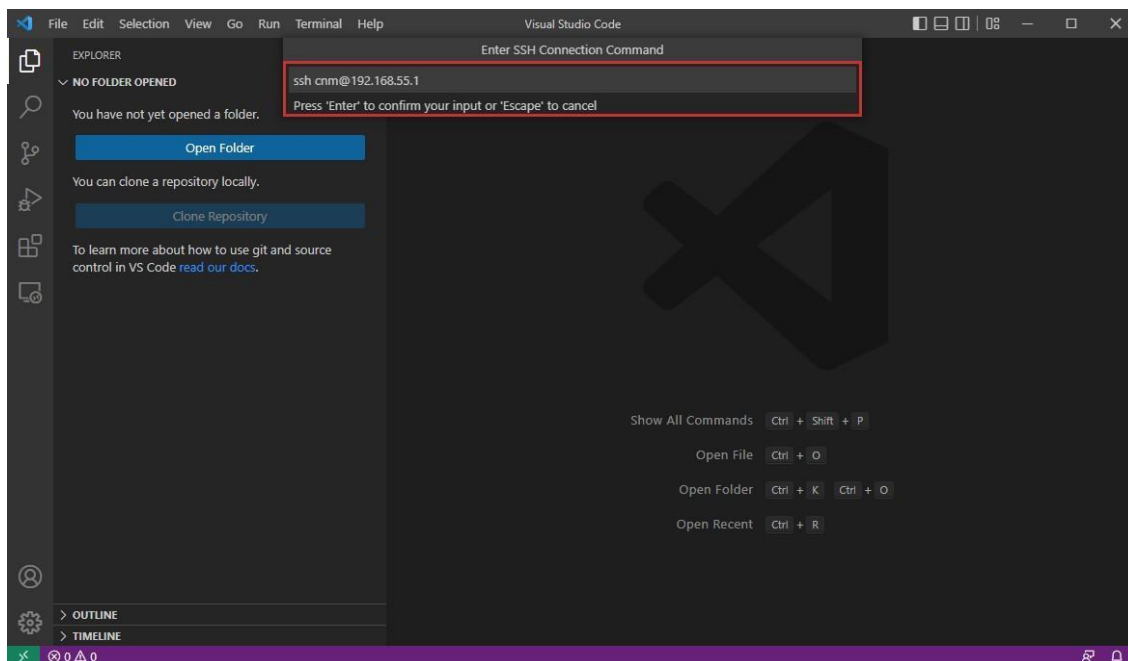 File Edit Selection View Go Run Terminal Help
Visual Studio Code
EXPLORER
NO FOLDER OPENED
You have not yet opened a folder.
Open Folder
You can clone a repository locally.
Clone Repository
To learn more about how to use git and source
control in VS Code read our docs.
Enter SSH Connection Command
ssh cnm@192.168.55.1
Press 'Enter' to confirm your input or 'Escape' to cancel
Show All Commands Ctrl + Shift + P
Open File Ctrl + O
Open Folder Ctrl + K Ctrl + O
Open Recent Ctrl + R
OUTLINE
TIMELINE
0 0